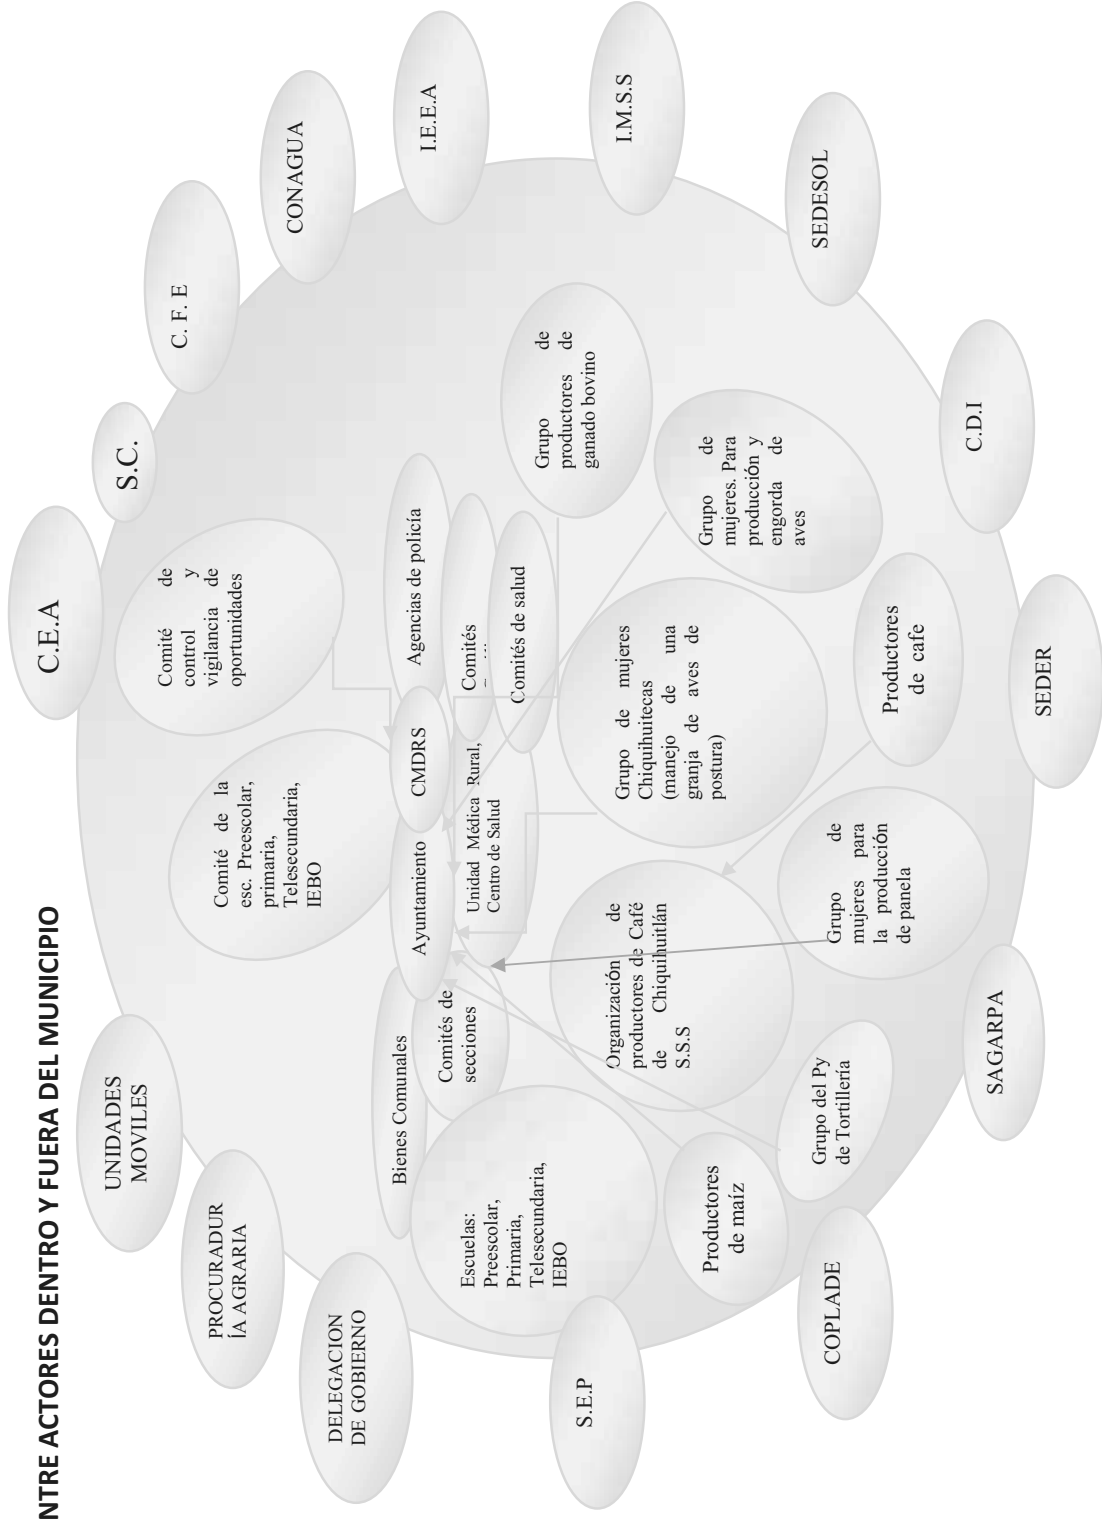 NTRE ACTORES DENTRO Y FUERA DEL MUNICIPIO
UNIDADES
MOVILES
C.E.A
S.C.
C. F. E
CONAGUA
I.E.E.A
I.M.S.S
SEDESOL
C.D.I
SEDER
SAGARPA
COPLADE
S.E.P
DELEGACION
DE GOBIERNO
PROCURADUR
ÍA AGRARIA
Comité de
control y
vigilancia de
oportunidades
Comité de la
esc. Preescolar,
primaria,
Telesecundaria,
IEBO
Bienes Comunales
Ayuntamiento
CMDRS
Agencias de policía
Comités de
secciones
Unidad Médica Rural,
Centro de Salud
Comités
Comités de salud
Escuelas:
Preescolar,
Primaria,
Telesecundaria,
IEBO
Grupo de
productores de
ganado bovino
Organización de
productores de Café
de Chiquihuitlán
S.S.S
Grupo de mujeres
Chiquihuitecas
(manejo de una
granja de aves de
postura)
Grupo de
mujeres. Para
producción y
engorda de
aves
Productores
de maíz
Grupo del Py
de Tortillería
Grupo de
mujeres para
la producción
de panela
Productores
de cafe